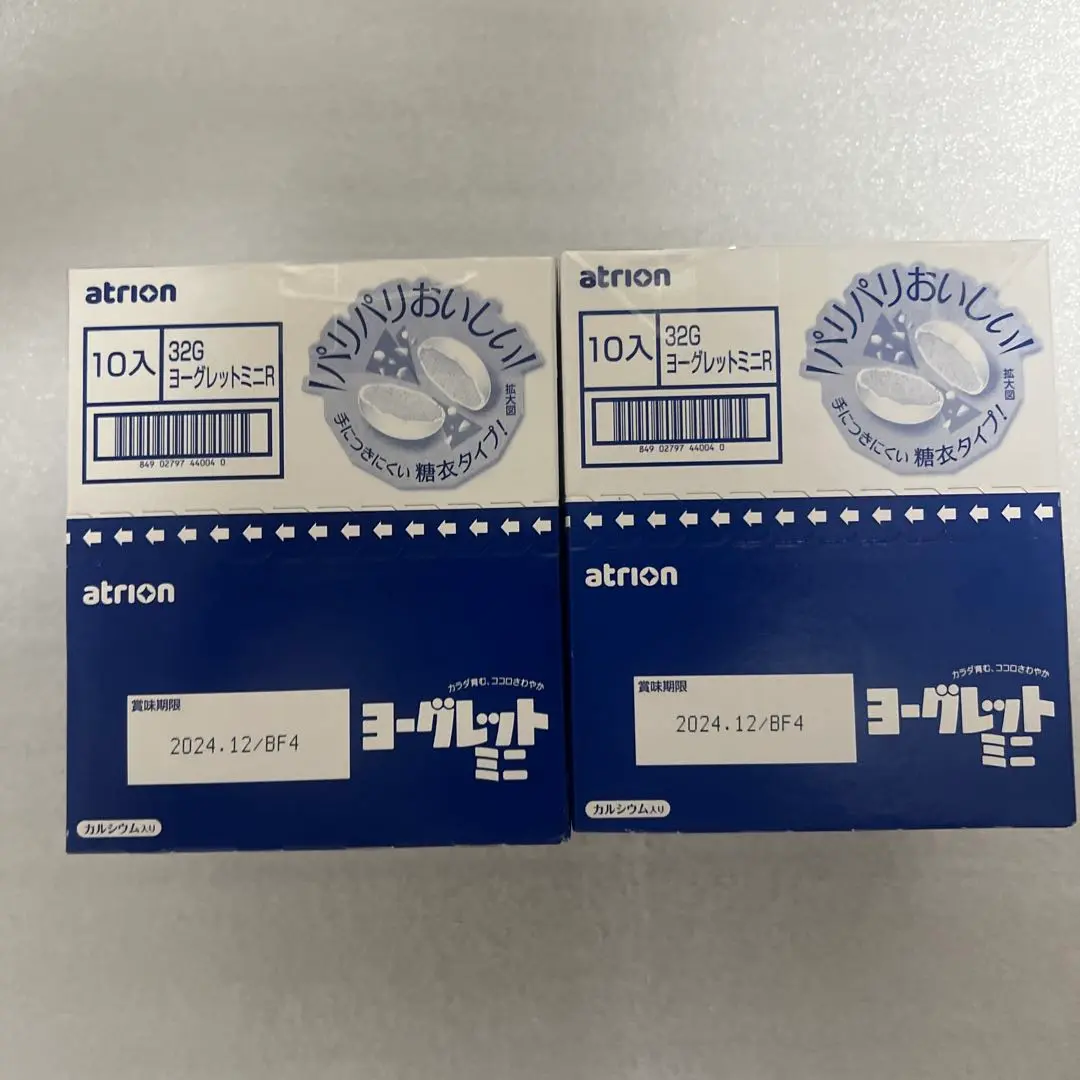 atrion
10入
32G
ヨーグレットミニR
849 02797 44004 0
パリパリおいしい!
拡大図
手につきにくい 糖衣タイプ!
atrion
賞味期限
2024.12/BF4
カラダ育む、ココロさわやか
ヨーグレット
ミニ
カルシウム入り
atrion
10入
32G
ヨーグレットミニR
849 02797 44004 0
パリパリおいしい!
拡大図
手につきにくい 糖衣タイプ!
atrion
賞味期限
2024.12/BF4
カラダ育む、ココロさわやか
ヨーグレット
ミニ
カルシウム入り